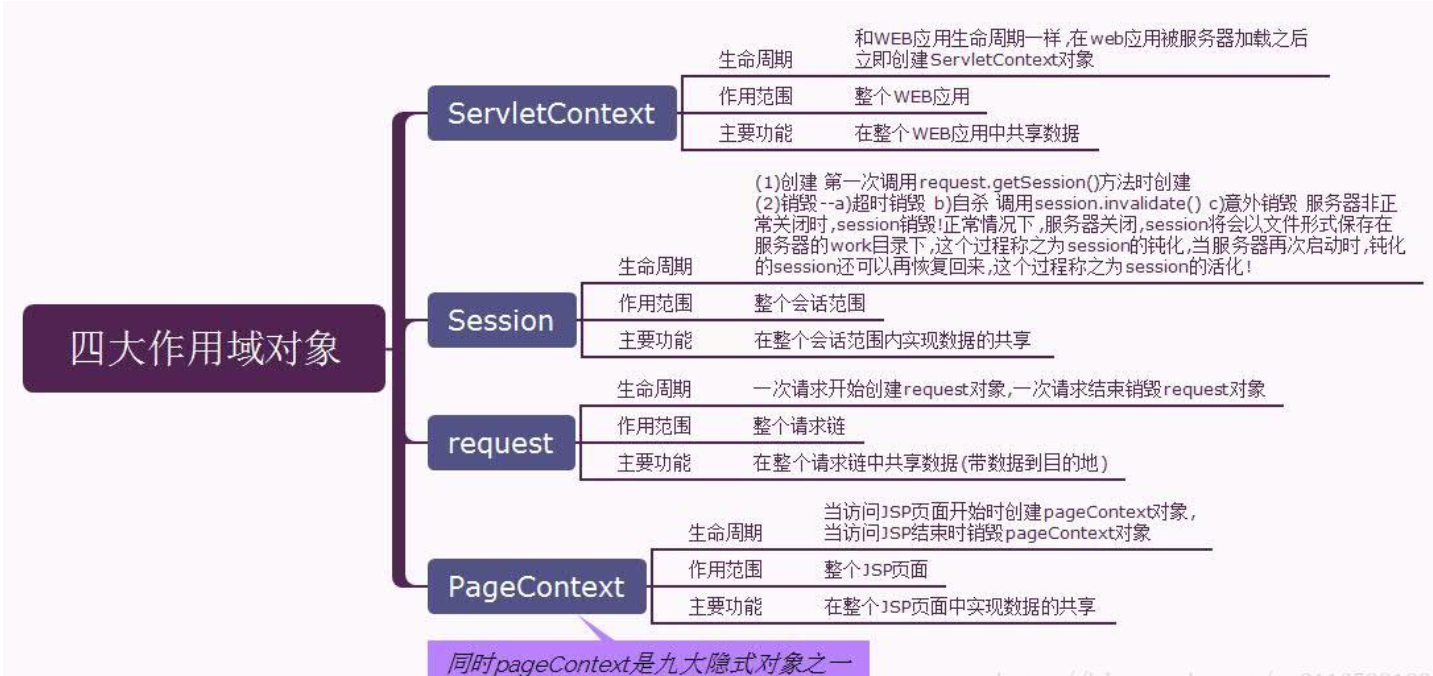 四大作用域对象
ServletContext
生命周期
和WEB应用生命周期一样,在web应用被服务器加载之后
立即创建ServletContext对象
作用范围
整个WEB应用
主要功能
在整个WEB应用中共享数据
Session
生命周期
(1)创建 第一次调用request.getSession()方法时创建
(2)销毁--a)超时销毁 b)自杀 调用session.invalidate() c)意外销毁 服务器非正
常关闭时,session销毁!正常情况下,服务器关闭,session将会以文件形式保存在
服务器的work目录下,这个过程称之为session的钝化,当服务器再次启动时,钝化
的session还可以再恢复回来,这个过程称之为session的活化!
作用范围
整个会话范围
主要功能
在整个会话范围内实现数据的共享
request
生命周期
一次请求开始创建request对象,一次请求结束销毁request对象
作用范围
整个请求链
主要功能
在整个请求链中共享数据(带数据到目的地)
PageContext
生命周期
当访问JSP页面开始时创建pageContext对象,
当访问JSP结束时销毁pageContext对象
作用范围
整个JSP页面
主要功能
在整个JSP页面中实现数据的共享
同时pageContext是九大隐式对象之一